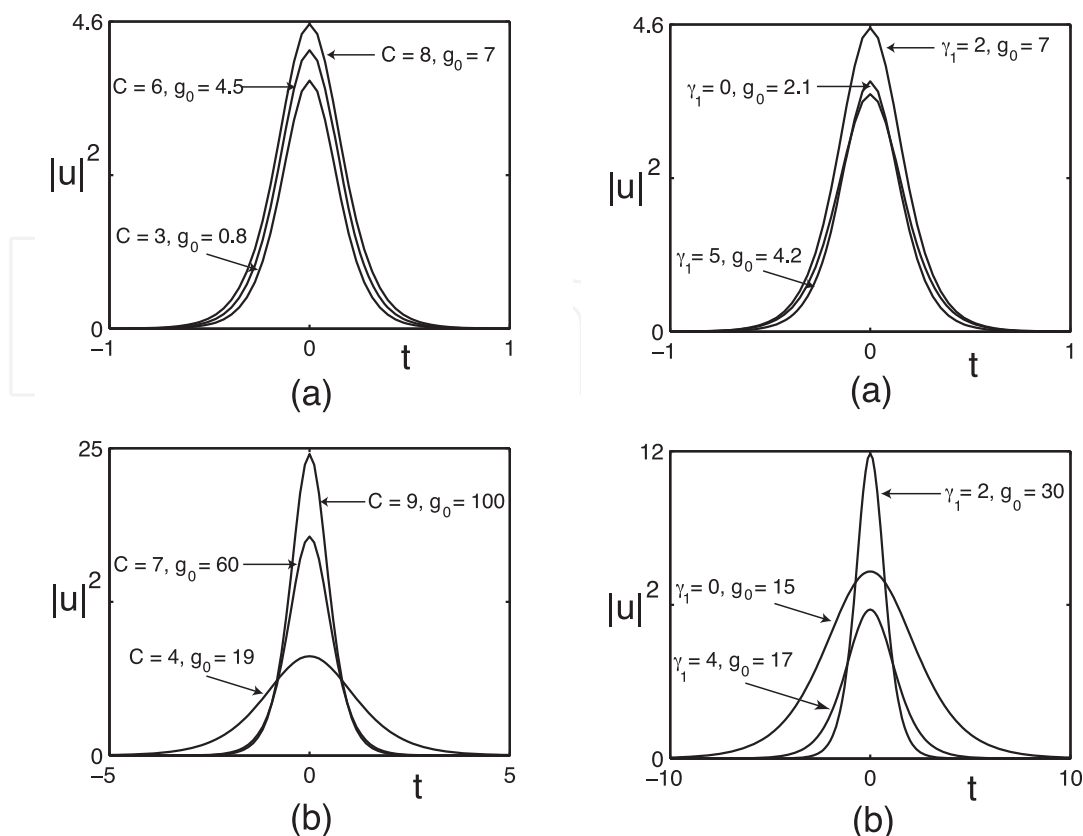 4.6
C = 8, g₀ = 7
C = 6, g₀ = 4.5
|u|²
C = 3, g₀ = 0.8
0
−1
0
1
t
(a)
4.6
γ₁ = 2, g₀ = 7
γ₁ = 0, g₀ = 2.1
|u|²
2
γ₁ = 5, g₀ = 4.2
0
−1
0
1
t
(a)
25
C = 9, g₀ = 100
C = 7, g₀ = 60
|u|²
C = 4, g₀ = 19
0
−5
0
5
t
(b)
12
γ₁ = 2, g₀ = 30
γ₁ = 0, g₀ = 15
|u|²
γ₁ = 4, g₀ = 17
0
−10
0
10
t
(b)